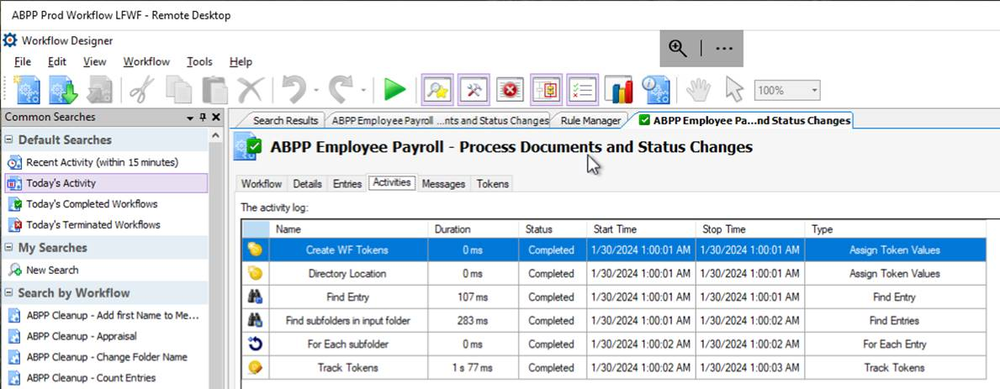 ABPP Prod Workflow LFWF - Remote Desktop
Workflow Designer
File Edit View Workflow Tools Help
100%
Common Searches
Default Searches
Recent Activity (within 15 minutes)
Today's Activity
Today's Completed Workflows
Today's Terminated Workflows
My Searches
New Search
Search by Workflow
ABPP Cleanup - Add first Name to Me...
ABPP Cleanup - Appraisal
ABPP Cleanup - Change Folder Name
ABPP Cleanup - Count Entries
Search Results ABPP Employee Payroll ...nts and Status Changes Rule Manager ABPP Employee Pa...nd Status Changes
ABPP Employee Payroll - Process Documents and Status Changes
Workflow Details Entries Activities Messages Tokens
The activity log:
Name Duration Status Start Time Stop Time Type
Create WF Tokens 0 ms Completed 1/30/2024 1:00:01 AM 1/30/2024 1:00:01 AM Assign Token Values
Directory Location 0 ms Completed 1/30/2024 1:00:01 AM 1/30/2024 1:00:01 AM Assign Token Values
Find Entry 107 ms Completed 1/30/2024 1:00:01 AM 1/30/2024 1:00:01 AM Find Entry
Find subfolders in input folder 283 ms Completed 1/30/2024 1:00:01 AM 1/30/2024 1:00:02 AM Find Entries
For Each subfolder 0 ms Completed 1/30/2024 1:00:02 AM 1/30/2024 1:00:02 AM For Each Entry
Track Tokens 1 s 77 ms Completed 1/30/2024 1:00:02 AM 1/30/2024 1:00:03 AM Track Tokens